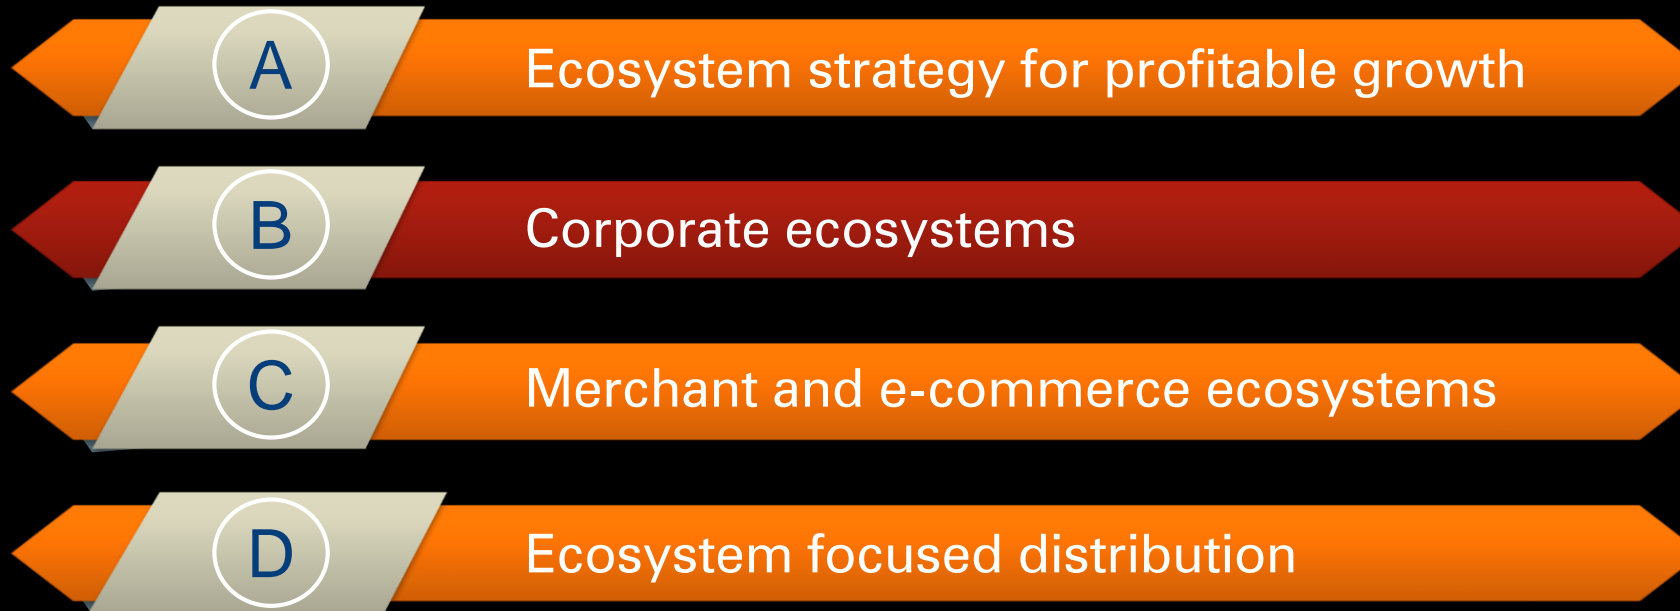 A Ecosystem strategy for profitable growth
B Corporate ecosystems
C Merchant and e-commerce ecosystems
D Ecosystem focused distribution